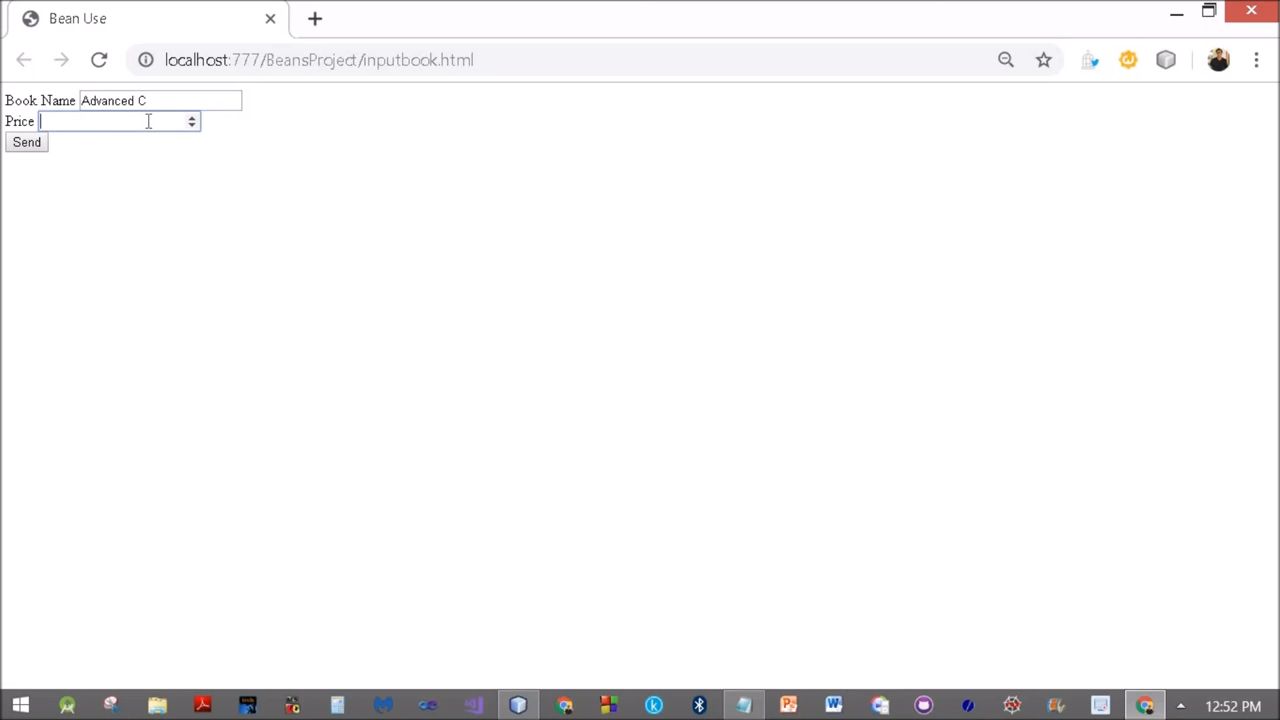 Bean Use
localhost:777/BeansProject/inputbook.html
Book Name Advanced C
Price
Send
12:52 PM